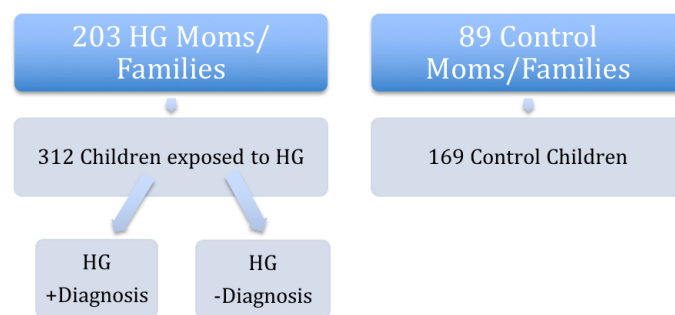 203 HG Moms/
Families
89 Control
Moms/Families
312 Children exposed to HG
169 Control Children
HG
+Diagnosis
HG
-Diagnosis